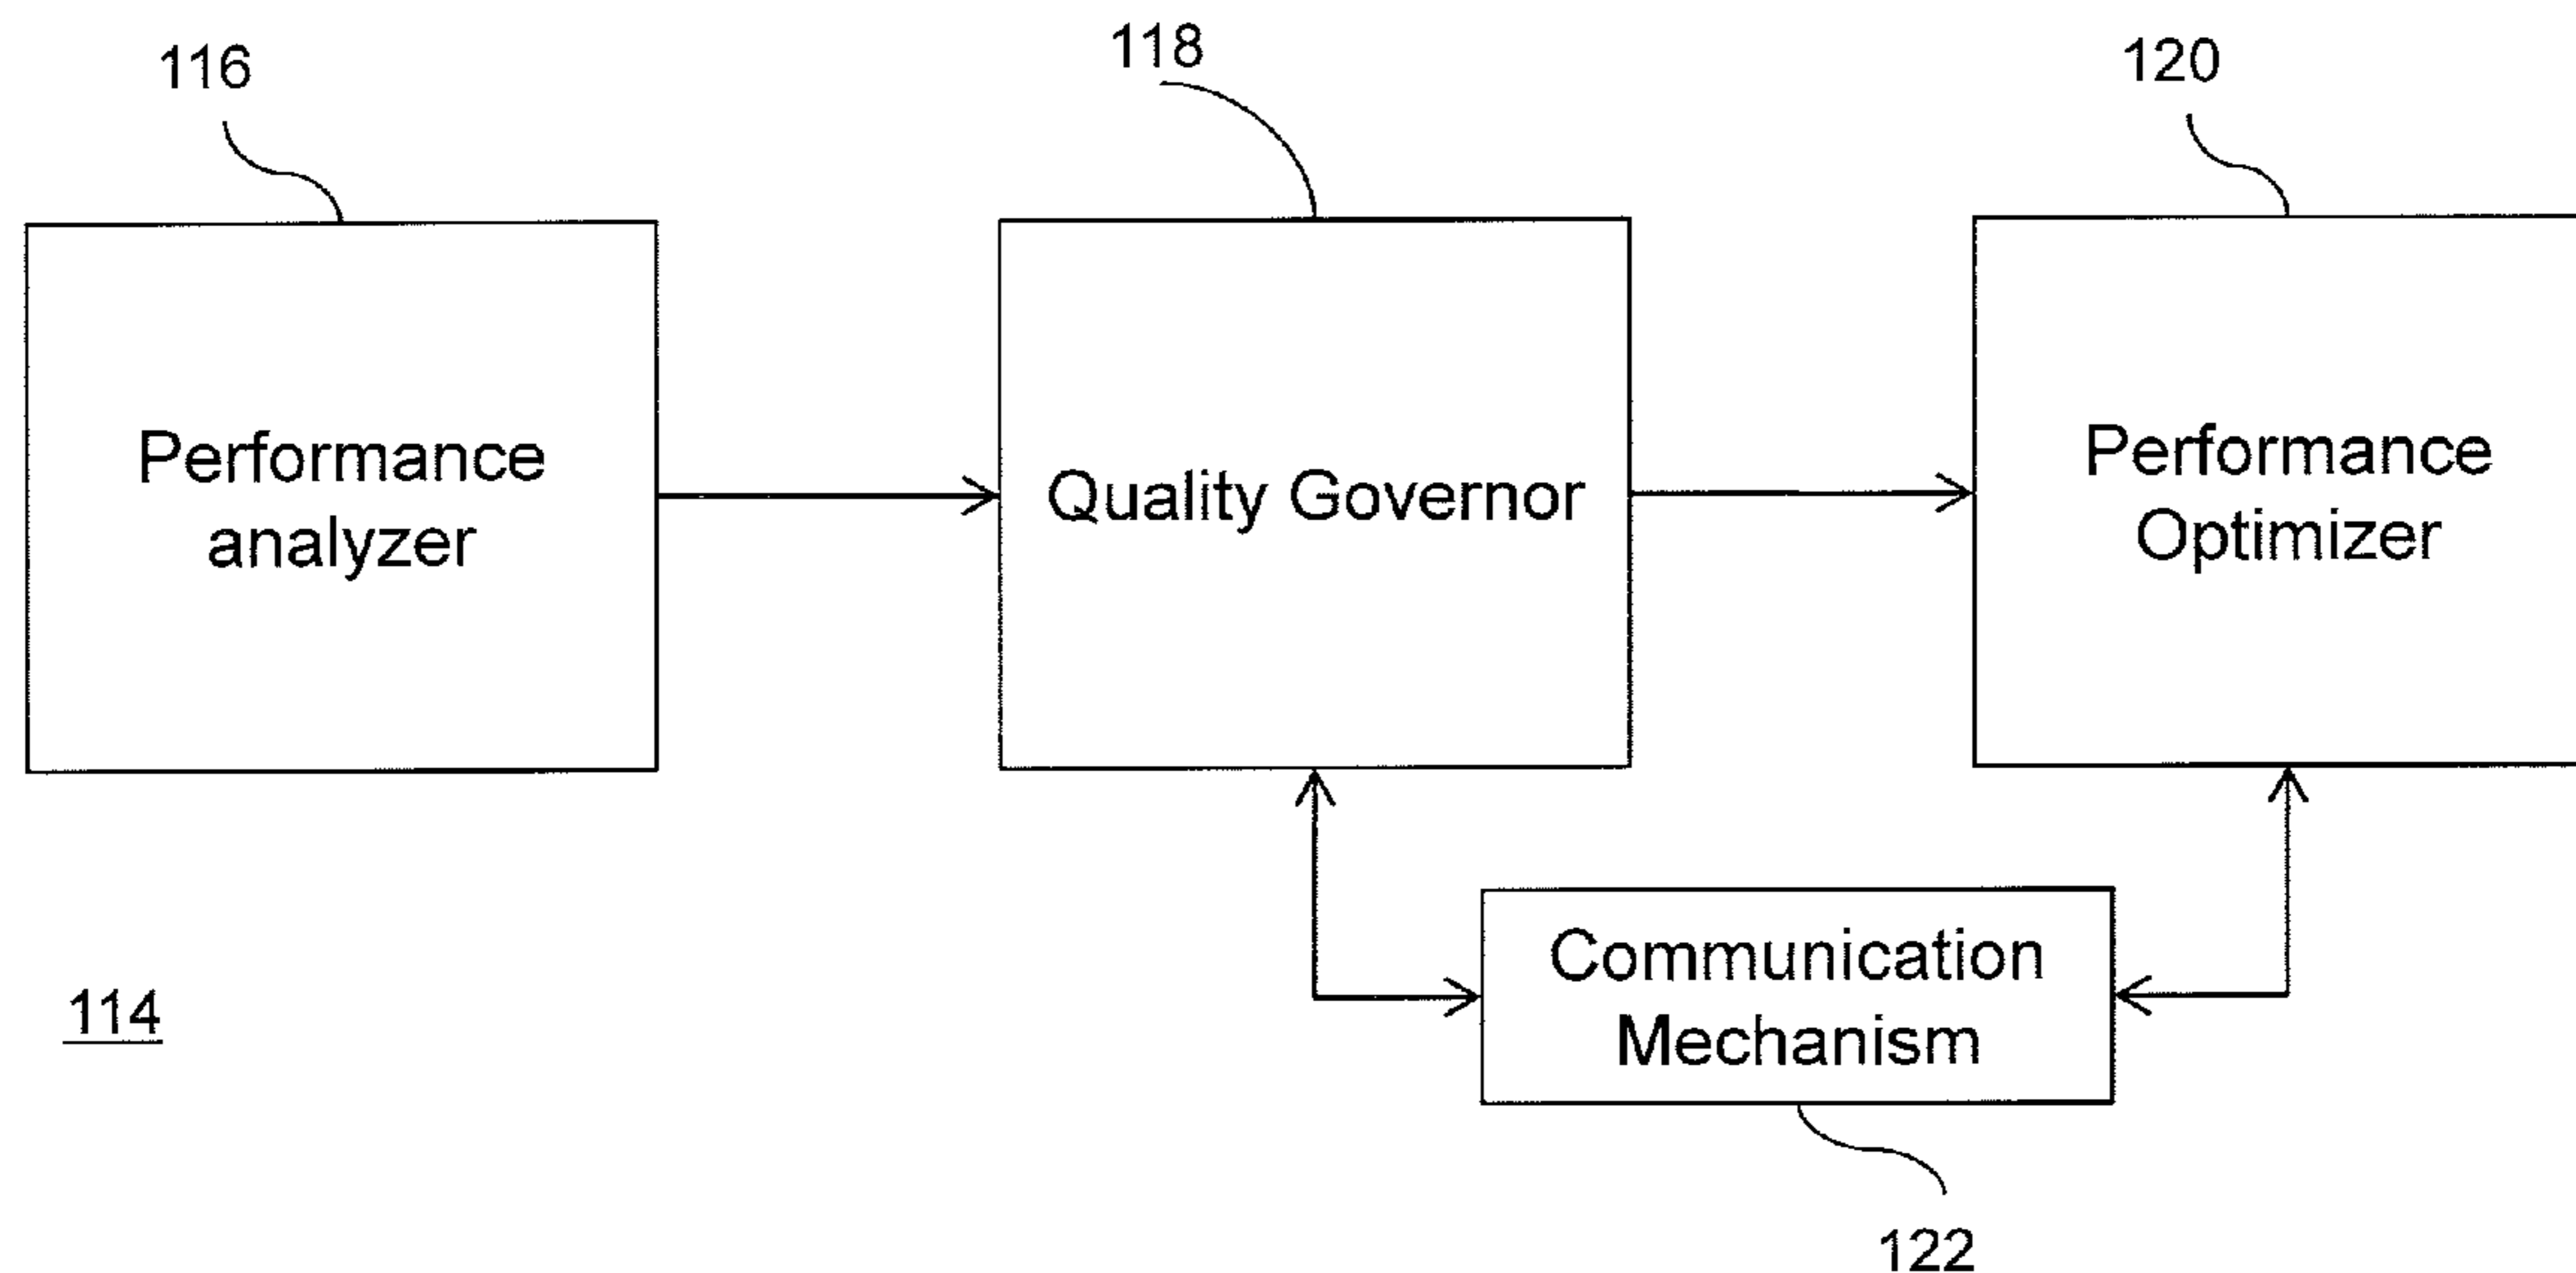 116
118
120
Performance
analyzer
Quality Governor
Performance
Optimizer
Communication
Mechanism
114
122